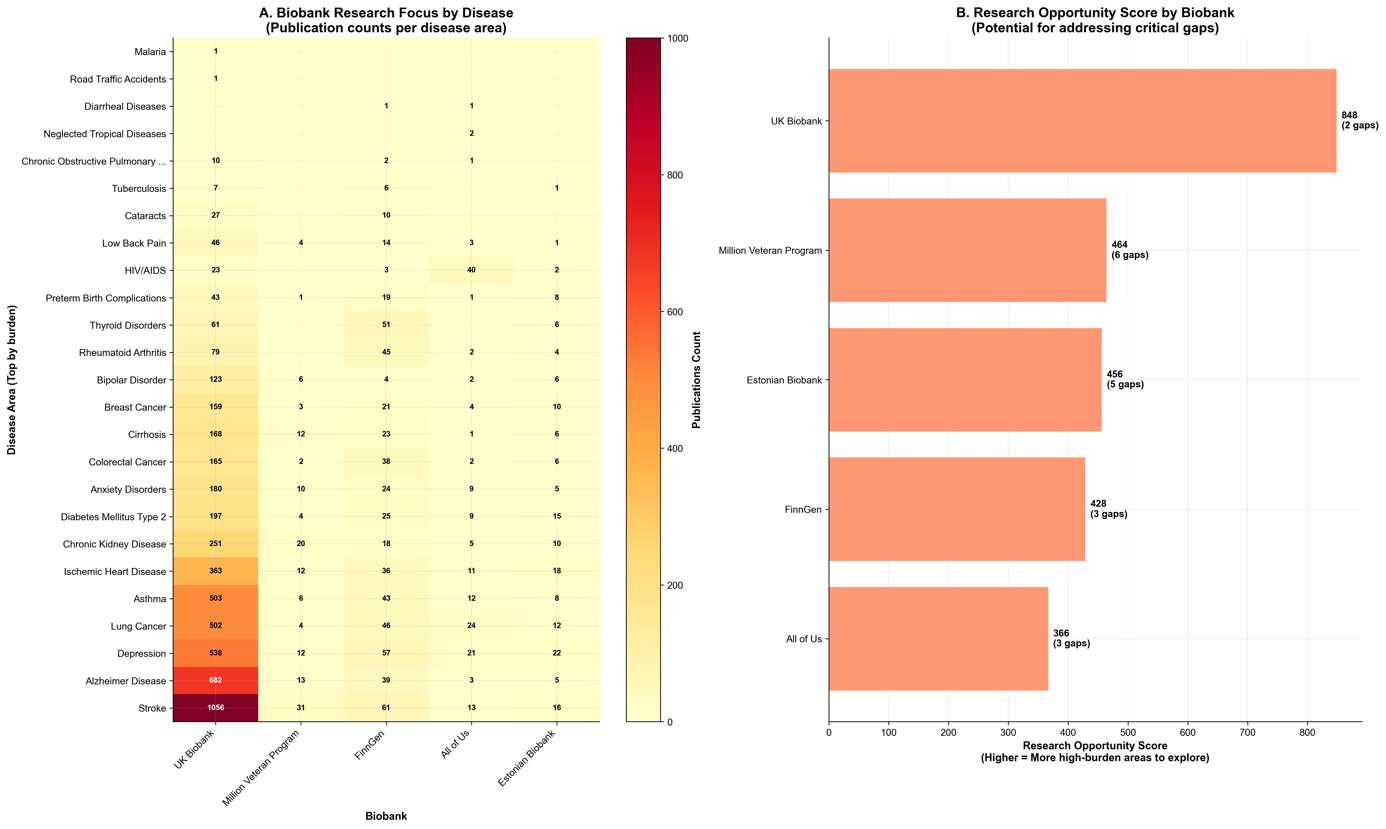 A. Biobank Research Focus by Disease
(Publication counts per disease area)
Disease Area (Top by burden)
Malaria 1
Road Traffic Accidents 1
Diarrheal Diseases 1 1
Neglected Tropical Diseases 2
Chronic Obstructive Pulmonary ... 10 2 1
Tuberculosis 7 6 1
Cataracts 27 10
Low Back Pain 46 4 14 3 1
HIV/AIDS 23 3 40 2
Preterm Birth Complications 43 1 19 1 8
Thyroid Disorders 61 51 6
Rheumatoid Arthritis 79 45 2 4
Bipolar Disorder 123 6 4 2 6
Breast Cancer 159 3 21 4 10
Cirrhosis 168 12 23 1 6
Colorectal Cancer 165 2 38 2 6
Anxiety Disorders 180 10 24 9 5
Diabetes Mellitus Type 2 197 4 25 9 15
Chronic Kidney Disease 251 20 18 5 10
Ischemic Heart Disease 363 12 36 11 18
Asthma 503 6 43 12 8
Lung Cancer 502 4 46 24 12
Depression 538 12 57 21 22
Alzheimer Disease 682 13 39 3 5
Stroke 1056 31 61 13 16
UK Biobank
Million Veteran Program
FinnGen
All of Us
Estonian Biobank
Biobank
1000
800
600
400
200
0
Publications Count
B. Research Opportunity Score by Biobank
(Potential for addressing critical gaps)
UK Biobank
848
(2 gaps)
Million Veteran Program
464
(6 gaps)
Estonian Biobank
456
(5 gaps)
FinnGen
428
(3 gaps)
All of Us
366
(3 gaps)
0 100 200 300 400 500 600 700 800
Research Opportunity Score
(Higher = More high-burden areas to explore)